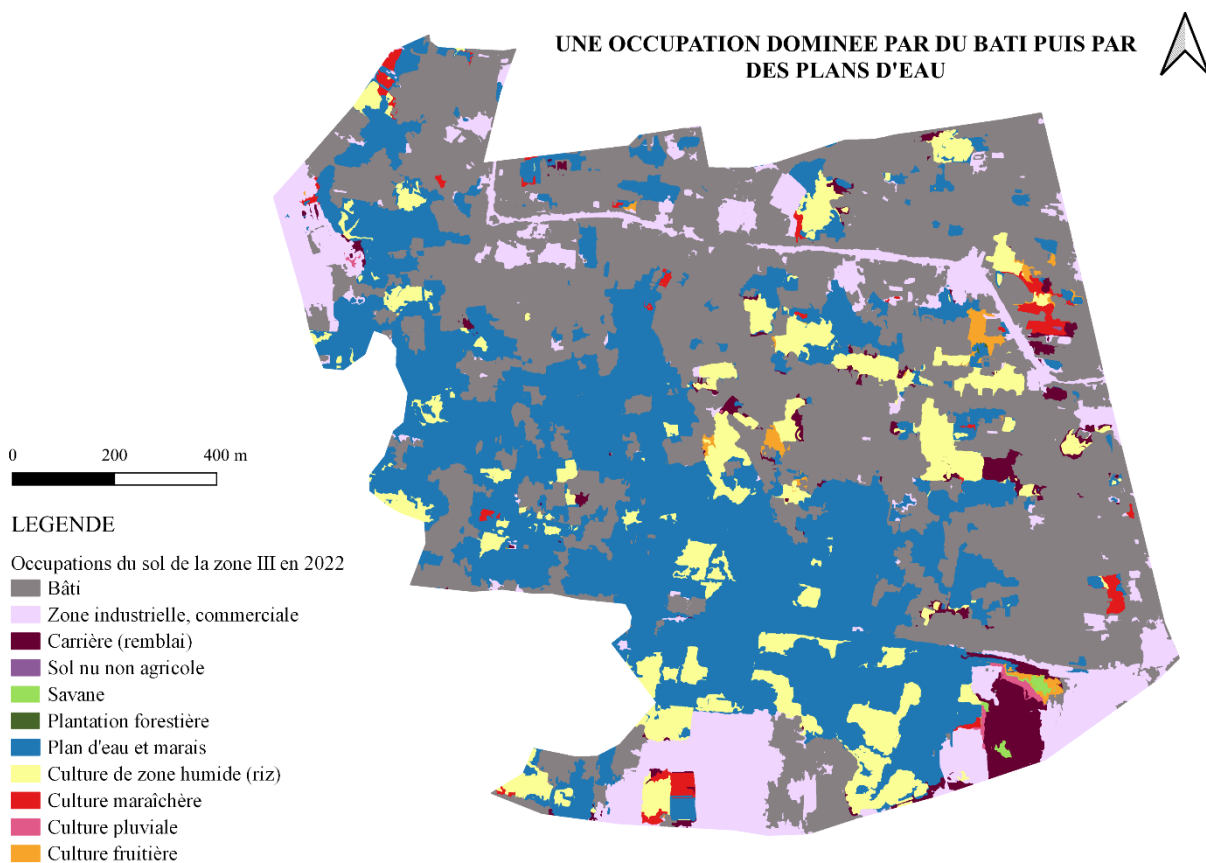 UNE OCCUPATION DOMINEE PAR DU BATI PUIS PAR
DES PLANS D'EAU
0 200 400 m
LEGENDE
Occupations du sol de la zone III en 2022
Bâti
Zone industrielle, commerciale
Carrière (remblai)
Sol nu non agricole
Savane
Plantation forestière
Plan d'eau et marais
Culture de zone humide (riz)
Culture maraîchère
Culture pluviale
Culture fruitière